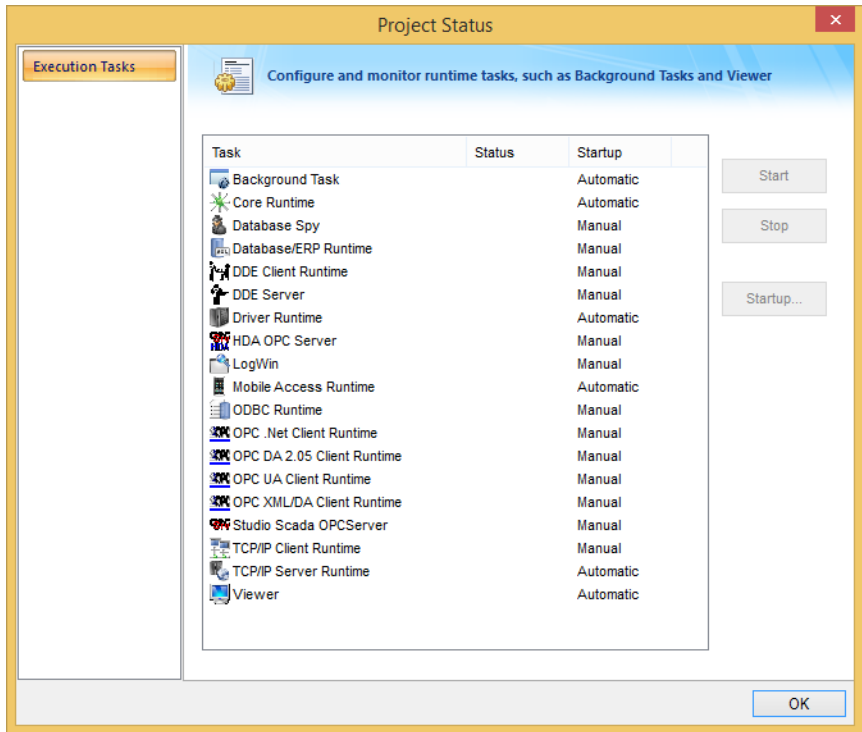 Project Status
Execution Tasks
Configure and monitor runtime tasks, such as Background Tasks and Viewer
Task Status Startup
Background Task Automatic
Core Runtime Automatic
Database Spy Manual
Database/ERP Runtime Manual
DDE Client Runtime Manual
DDE Server Manual
Driver Runtime Automatic
HDA OPC Server Manual
LogWin Manual
Mobile Access Runtime Automatic
ODBC Runtime Manual
OPC .Net Client Runtime Manual
OPC DA 2.05 Client Runtime Manual
OPC UA Client Runtime Manual
OPC XML/DA Client Runtime Manual
Studio Scada OPCServer Manual
TCP/IP Client Runtime Manual
TCP/IP Server Runtime Automatic
Viewer Automatic
Start
Stop
Startup...
OK